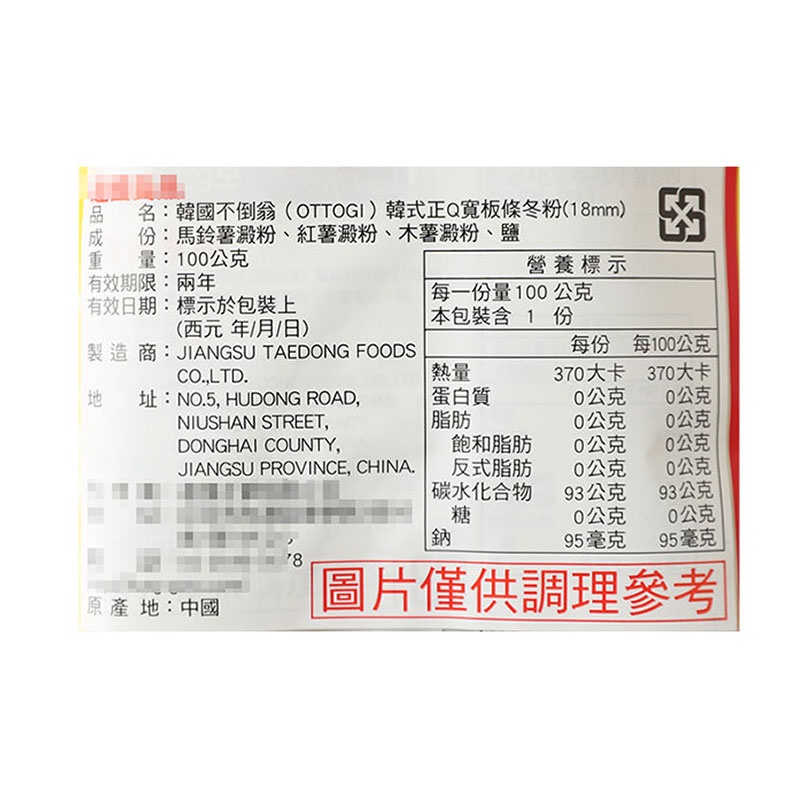 品 名：韓國不倒翁（OTTOGI）韓式正Q寬板條冬粉(18mm)
成 份：馬鈴薯澱粉、紅薯澱粉、木薯澱粉、鹽
重 量：100公克
有效期限：兩年
有效日期：標示於包裝上
(西元 年/月/日)
製 造 商：JIANGSU TAEDONG FOODS
CO.,LTD.
地 址：NO.5, HUDONG ROAD,
NIUSHAN STREET,
DONGHAI COUNTY,
JIANGSU PROVINCE, CHINA.
78
原 產 地：中國
營養標示
每一份量100 公克
本包裝含 1 份
每份 每100公克
熱量 370大卡 370大卡
蛋白質 0公克 0公克
脂肪 0公克 0公克
飽和脂肪 0公克 0公克
反式脂肪 0公克 0公克
碳水化合物 93公克 93公克
糖 0公克 0公克
鈉 95毫克 95毫克
圖片僅供調理參考